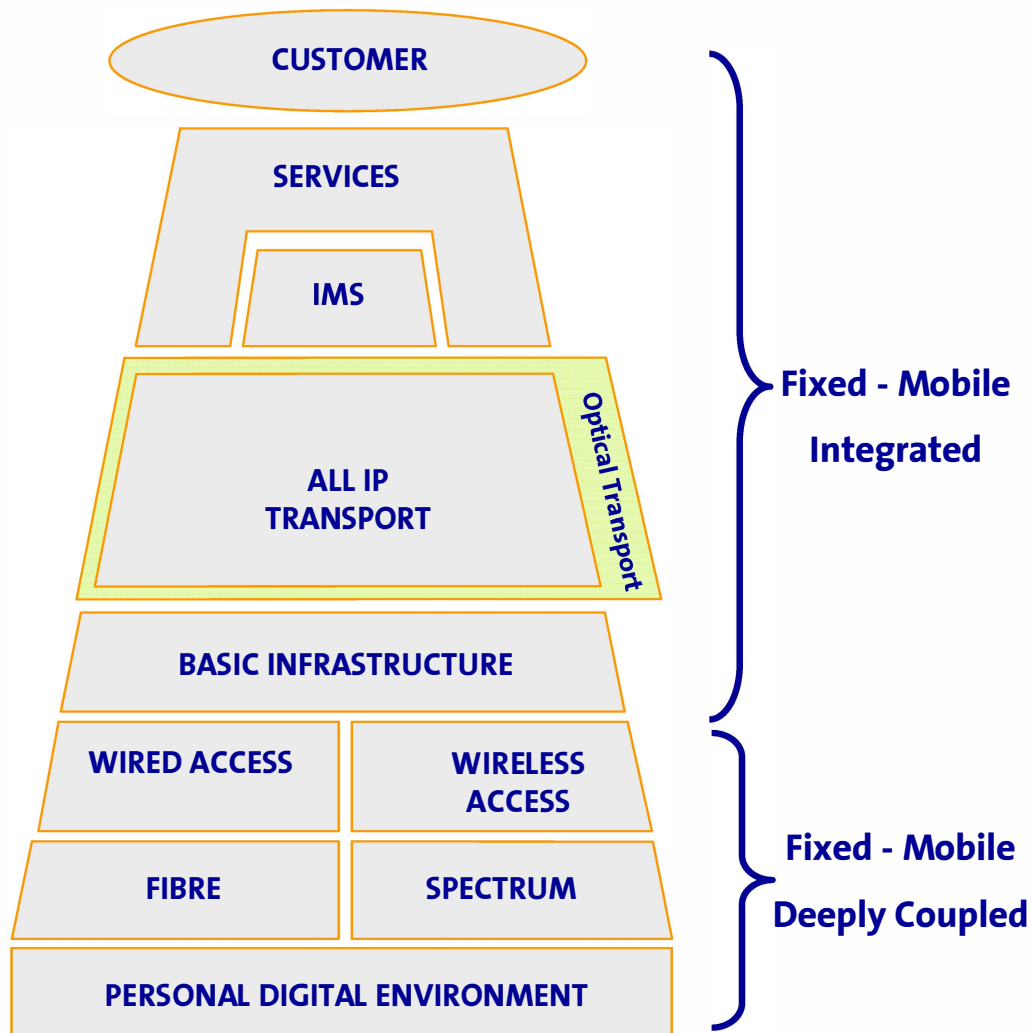 CUSTOMER
SERVICES
IMS
ALL IP
TRANSPORT
Optical Transport
BASIC INFRASTRUCTURE
WIRED ACCESS
WIRELESS
ACCESS
FIBRE
SPECTRUM
PERSONAL DIGITAL ENVIRONMENT
Fixed - Mobile
Integrated
Fixed - Mobile
Deeply Coupled